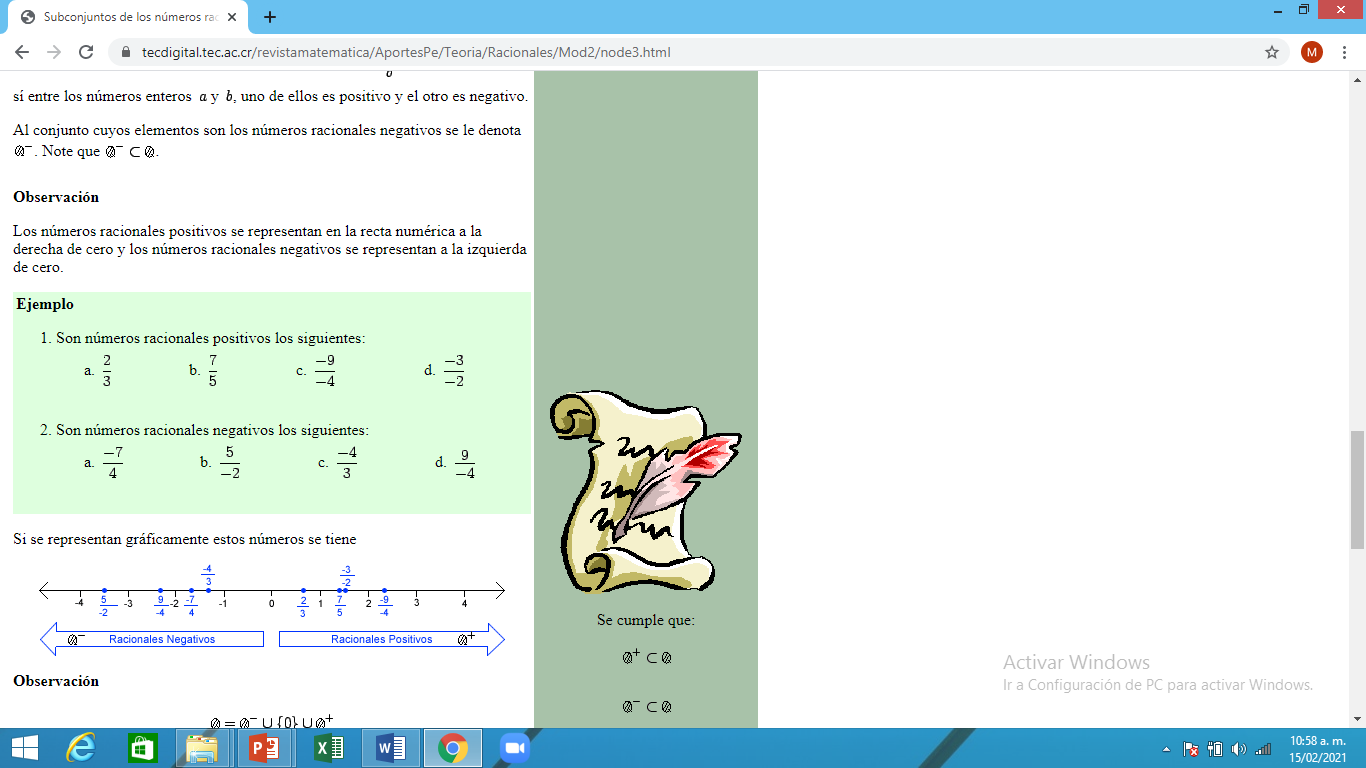 Subconjuntos de los números rac
tecdigital.tec.ac.cr/revistamatematica/AportesPe/Teoria/Racionales/Mod2/node3.html
M
sí entre los números enteros a y b, uno de ellos es positivo y el otro es negativo.
Al conjunto cuyos elementos son los números racionales negativos se le denota
ℚ⁻. Note que ℚ⁻ ⊂ ℚ.
Observación
Los números racionales positivos se representan en la recta numérica a la
derecha de cero y los números racionales negativos se representan a la izquierda
de cero.
Ejemplo
1. Son números racionales positivos los siguientes:
a. 2/3 b. 7/5 c. −9/−4 d. −3/−2
2. Son números racionales negativos los siguientes:
a. −7/4 b. 5/−2 c. −4/3 d. 9/−4
Si se representan gráficamente estos números se tiene
-4/3 -3/-2
-4 5/-2 -3 9/-4 -2 -7/4 -1 0 2/3 1 7/5 2 -9/-4 3 4
ℚ⁻ Racionales Negativos Racionales Positivos ℚ⁺
Observación
ℚ = ℚ⁻ ∪ {0} ∪ ℚ⁺
Se cumple que:
ℚ⁺ ⊂ ℚ
ℚ⁻ ⊂ ℚ
Activar Windows
Ir a Configuración de PC para activar Windows.
10:58 a. m.
15/02/2021